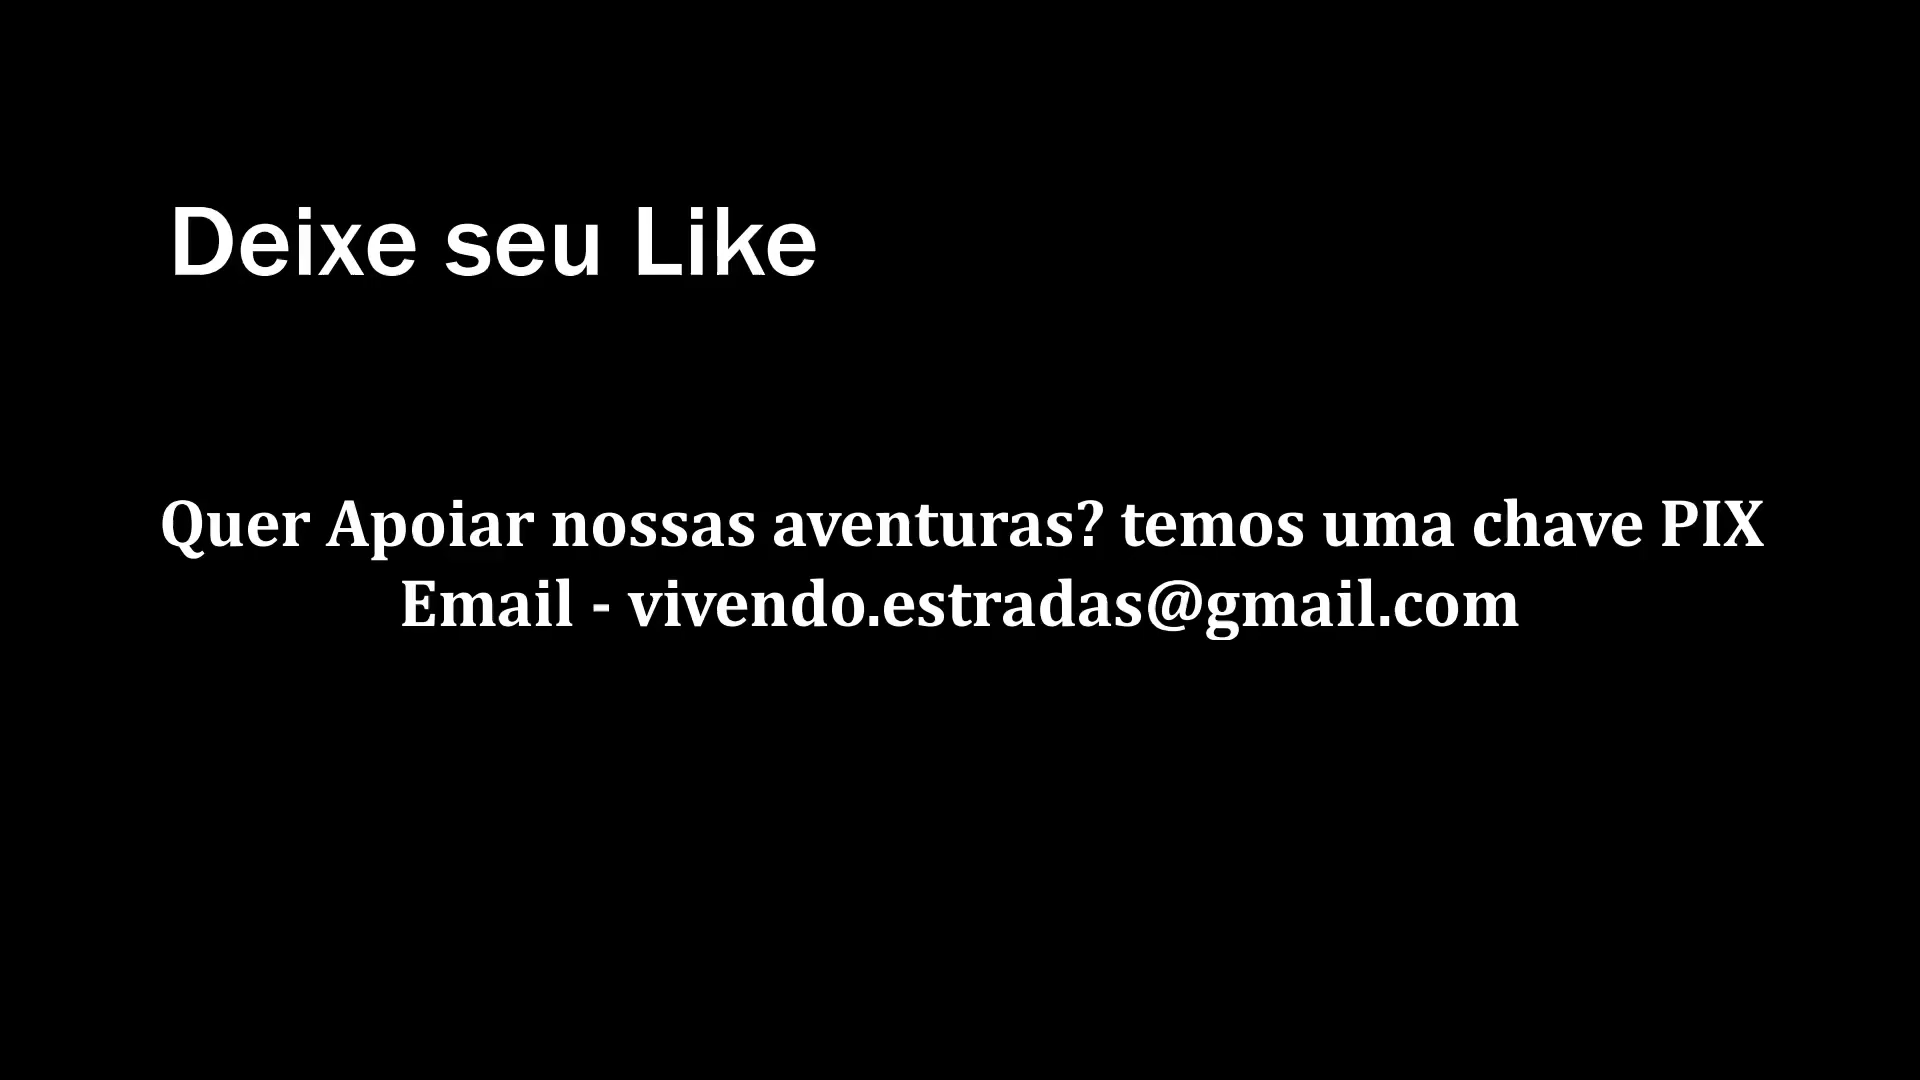 Deixe seu Like
Quer Apoiar nossas aventuras? temos uma chave PIX
Email - vivendo.estradas@gmail.com